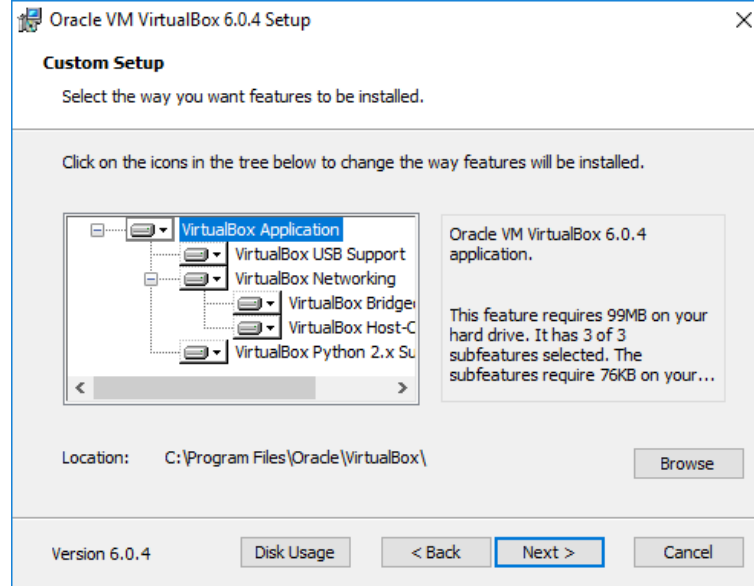 Oracle VM VirtualBox 6.0.4 Setup
Custom Setup
Select the way you want features to be installed.
Click on the icons in the tree below to change the way features will be installed.
VirtualBox Application
VirtualBox USB Support
VirtualBox Networking
VirtualBox Bridge
VirtualBox Host-C
VirtualBox Python 2.x Su
Oracle VM VirtualBox 6.0.4
application.
This feature requires 99MB on your
hard drive. It has 3 of 3
subfeatures selected. The
subfeatures require 76KB on your...
Location: C:\Program Files\Oracle\VirtualBox\
Browse
Version 6.0.4
Disk Usage
< Back
Next >
Cancel